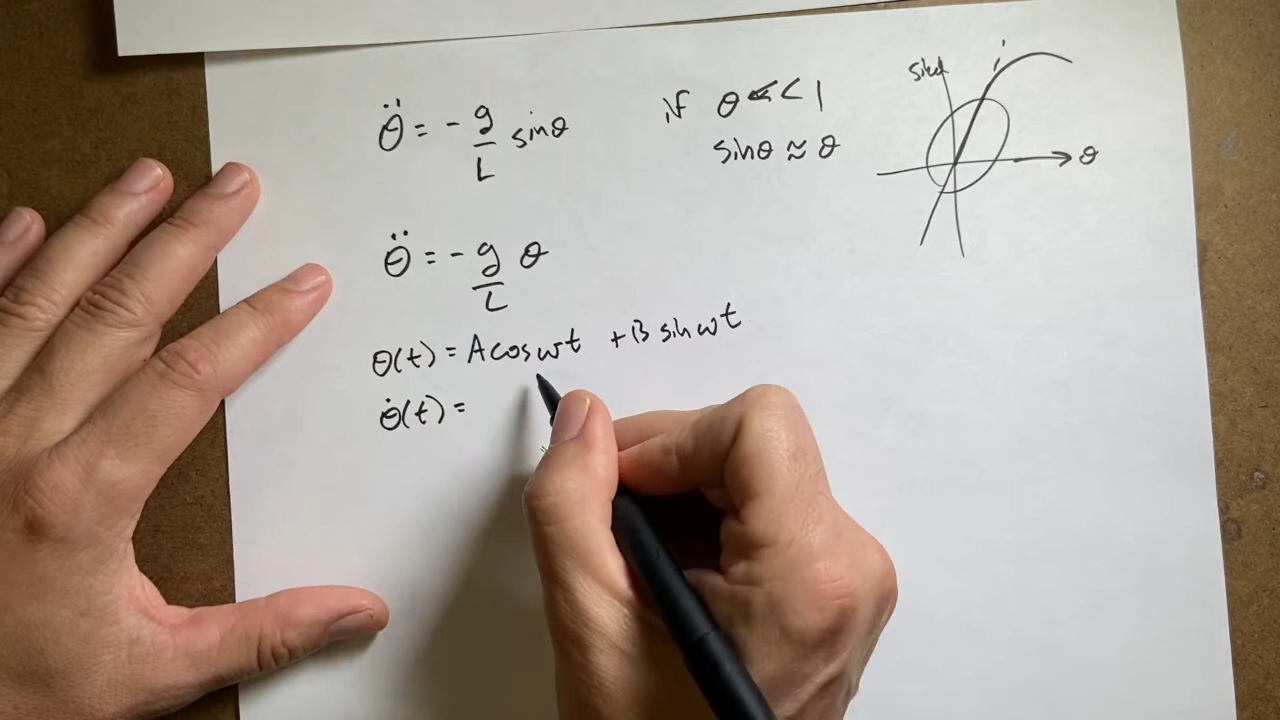 θ̈ = - g/L sinθ
if θ << 1
sinθ ≈ θ
sinθ
θ
θ̈ = - g/L θ
θ(t) = A cos ωt + B sin ωt
θ̇(t) =